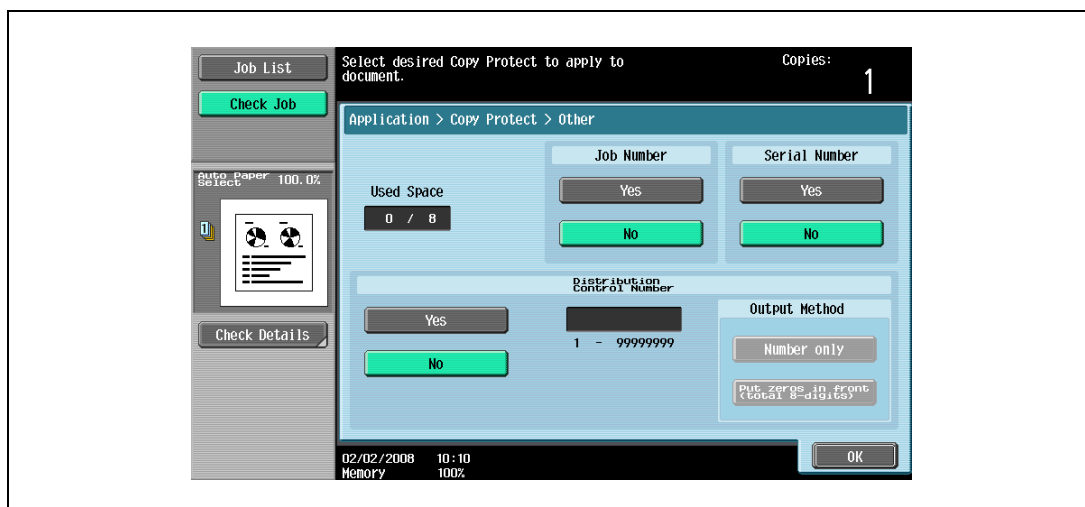 Job List
Check Job
Select desired Copy Protect to apply to
document.
Copies:
1
Application > Copy Protect > Other
Auto Paper
Select
100.0%
1
Check Details
Used Space
0 / 8
Job Number
Yes
No
Serial Number
Yes
No
Distribution
Control Number
Yes
No
1 - 99999999
Output Method
Number only
Put zeros in front
(total 8-digits)
02/02/2008 10:10
Memory 100%
OK